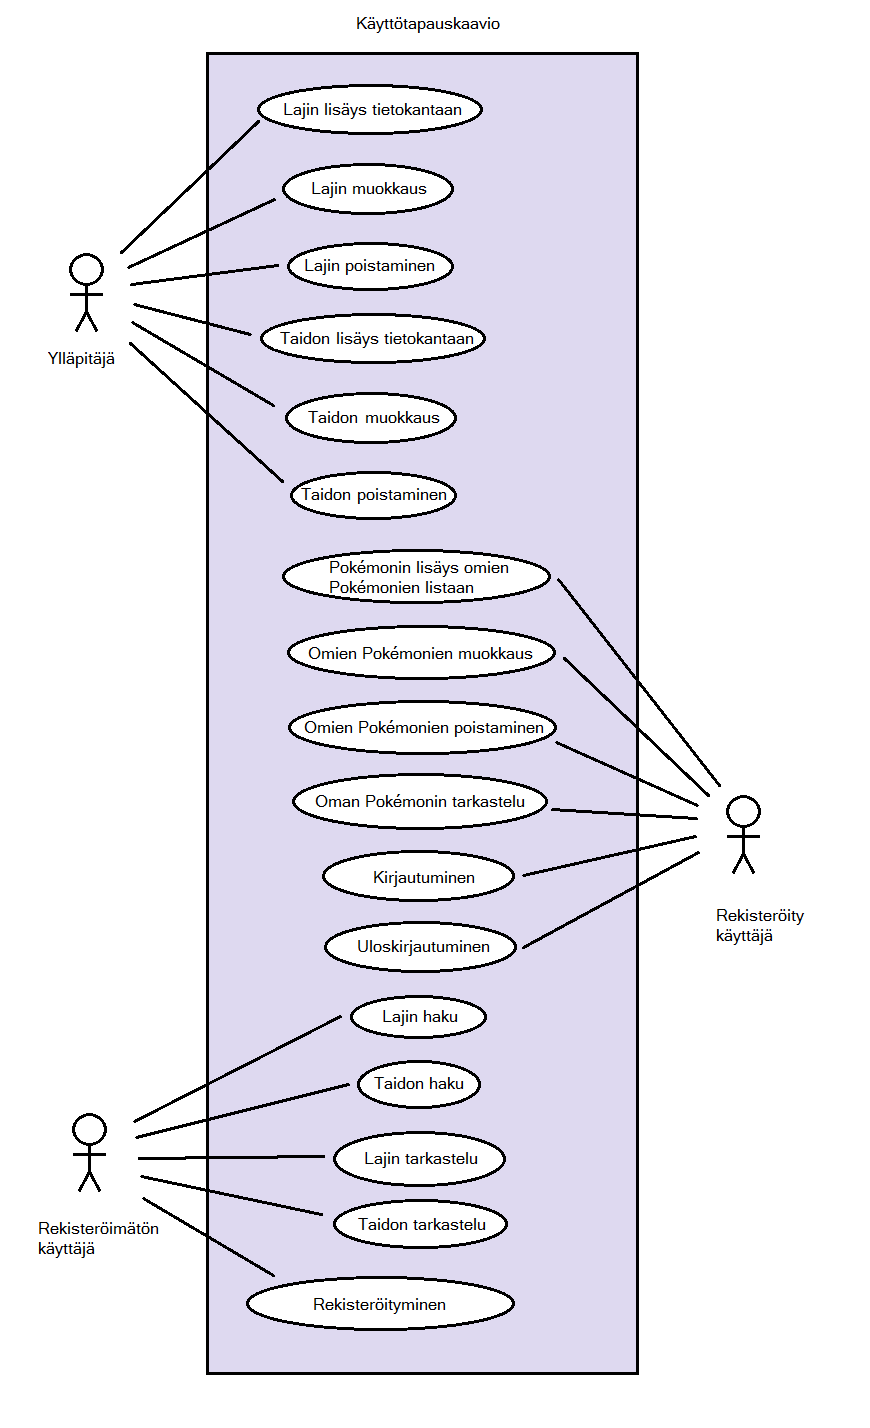 Käyttötapauskaavio
Lajin lisäys tietokantaan
Lajin muokkaus
Lajin poistaminen
Taidon lisäys tietokantaan
Ylläpitäjä
Taidon muokkaus
Taidon poistaminen
Pokémonin lisäys omien
Pokémonien listaan
Omien Pokémonien muokkaus
Omien Pokémonien poistaminen
Oman Pokémonin tarkastelu
Kirjautuminen
Rekisteröity
käyttäjä
Uloskirjautuminen
Lajin haku
Taidon haku
Lajin tarkastelu
Taidon tarkastelu
Rekisteröimätön
käyttäjä
Rekisteröityminen